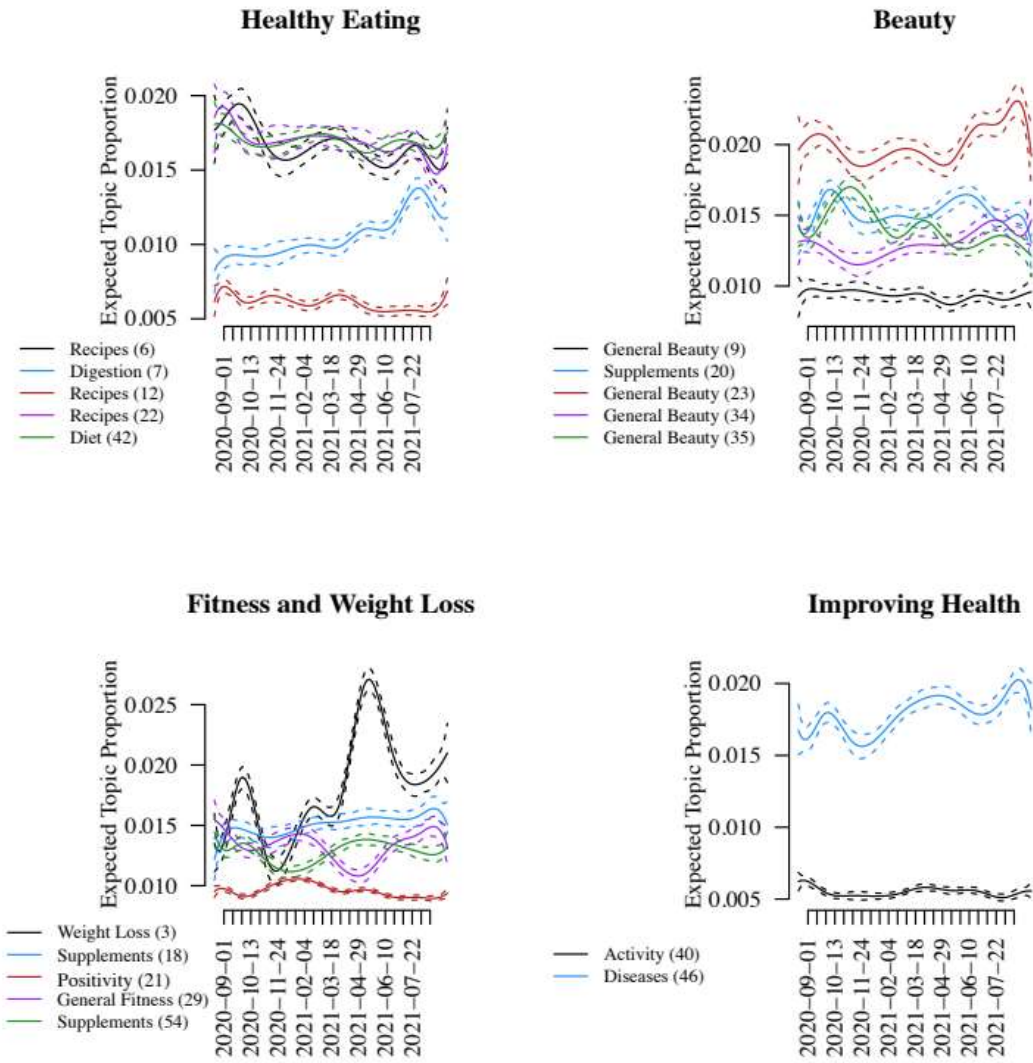 Healthy Eating
Expected Topic Proportion
0.020
0.015
0.010
0.005
2020−09−01
2020−10−13
2020−11−24
2021−02−04
2021−03−18
2021−04−29
2021−06−10
2021−07−22
Recipes (6)
Digestion (7)
Recipes (12)
Recipes (22)
Diet (42)
Beauty
Expected Topic Proportion
0.020
0.015
0.010
2020−09−01
2020−10−13
2020−11−24
2021−02−04
2021−03−18
2021−04−29
2021−06−10
2021−07−22
General Beauty (9)
Supplements (20)
General Beauty (23)
General Beauty (34)
General Beauty (35)
Fitness and Weight Loss
Expected Topic Proportion
0.025
0.020
0.015
0.010
2020−09−01
2020−10−13
2020−11−24
2021−02−04
2021−03−18
2021−04−29
2021−06−10
2021−07−22
Weight Loss (3)
Supplements (18)
Positivity (21)
General Fitness (29)
Supplements (54)
Improving Health
Expected Topic Proportion
0.020
0.015
0.010
0.005
2020−09−01
2020−10−13
2020−11−24
2021−02−04
2021−03−18
2021−04−29
2021−06−10
2021−07−22
Activity (40)
Diseases (46)